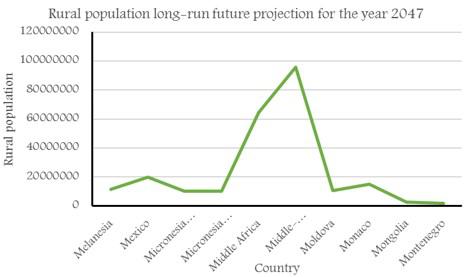 Rural population long-run future projection for the year 2047
Rural population
120000000
100000000
80000000
60000000
40000000
20000000
0
Melanesia
Mexico
Micronesia…
Micronesia…
Middle Africa
Middle-…
Moldova
Monaco
Mongolia
Montenegro
Country